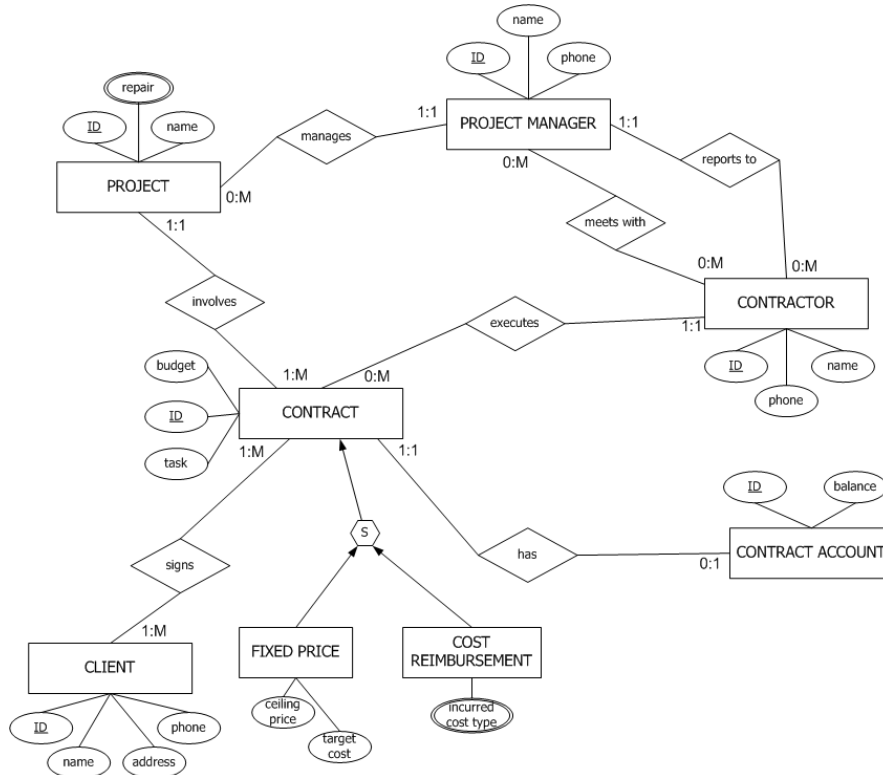 name
ID
phone
repair
ID
name
1:1
PROJECT MANAGER
1:1
manages
reports to
0:M
PROJECT
0:M
1:1
meets with
0:M
0:M
CONTRACTOR
involves
executes
1:1
ID
name
phone
budget
1:M
0:M
ID
CONTRACT
task
1:M
1:1
ID
balance
S
signs
has
CONTRACT ACCOUNT
0:1
1:M
FIXED PRICE
COST
REIMBURSEMENT
CLIENT
ceiling
price
incurred
cost type
ID
phone
target
cost
name
address